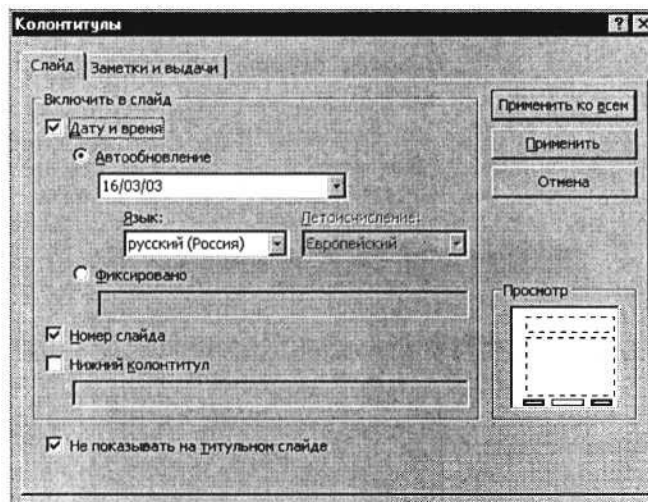 Колонтитулы
Слайд
Заметки и выдачи
Включить в слайд
Дату и время
Автообновление
16/03/03
Язык:
Летоисчисление:
русский (Россия)
Европейский
Фиксировано
Номер слайда
Нижний колонтитул
Не показывать на титульном слайде
Применить ко всем
Применить
Отмена
Просмотр